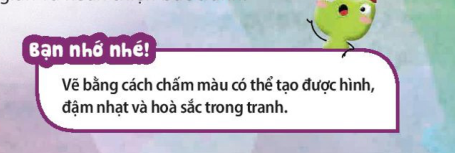 Bạn nhớ nhé!
Vẽ bằng cách chấm màu có thể tạo được hình,
đậm nhạt và hoà sắc trong tranh.